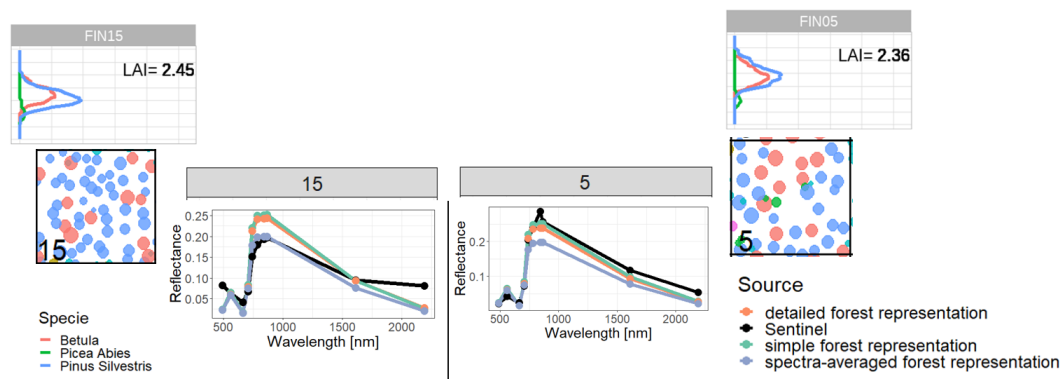 FIN15
LAI= 2.45
15
Specie
Betula
Picea Abies
Pinus Silvestris
15
Reflectance
0.25
0.20
0.15
0.10
0.05
500
1000
1500
2000
Wavelength [nm]
5
Reflectance
0.2
0.1
500
1000
1500
2000
Wavelength [nm]
FIN05
LAI= 2.36
5
Source
detailed forest representation
Sentinel
simple forest representation
spectra-averaged forest representation